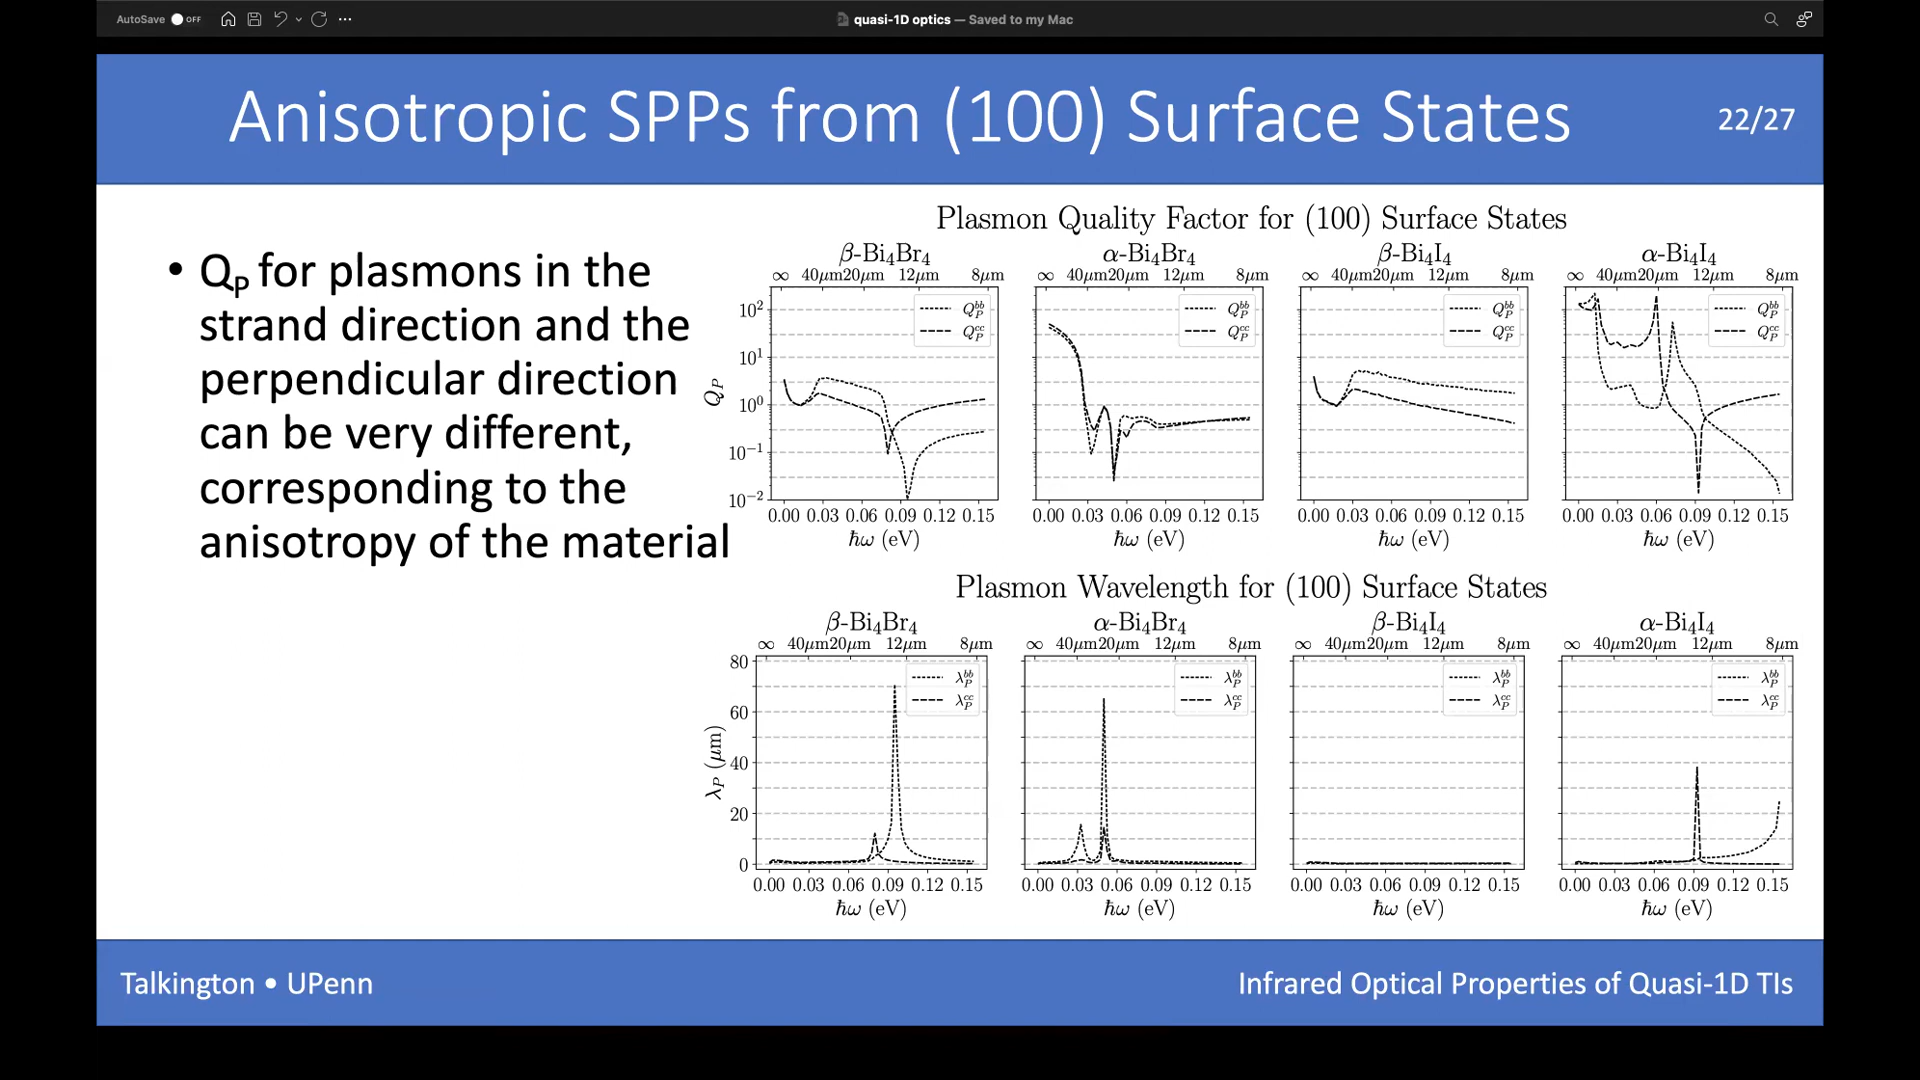 AutoSave OFF
quasi-1D optics — Saved to my Mac
Anisotropic SPPs from (100) Surface States
22/27
• Q_P for plasmons in the
strand direction and the
perpendicular direction
can be very different,
corresponding to the
anisotropy of the material
Plasmon Quality Factor for (100) Surface States
β-Bi₄Br₄ α-Bi₄Br₄ β-Bi₄I₄ α-Bi₄I₄
∞ 40μm 20μm 12μm 8μm ∞ 40μm 20μm 12μm 8μm ∞ 40μm 20μm 12μm 8μm ∞ 40μm 20μm 12μm 8μm
10² Q_P^bb Q_P^bb Q_P^bb Q_P^bb
Q_P^cc Q_P^cc Q_P^cc Q_P^cc
10¹
Q_P
10⁰
10⁻¹
10⁻²
0.00 0.03 0.06 0.09 0.12 0.15 0.00 0.03 0.06 0.09 0.12 0.15 0.00 0.03 0.06 0.09 0.12 0.15 0.00 0.03 0.06 0.09 0.12 0.15
ℏω (eV) ℏω (eV) ℏω (eV) ℏω (eV)
Plasmon Wavelength for (100) Surface States
β-Bi₄Br₄ α-Bi₄Br₄ β-Bi₄I₄ α-Bi₄I₄
∞ 40μm 20μm 12μm 8μm ∞ 40μm 20μm 12μm 8μm ∞ 40μm 20μm 12μm 8μm ∞ 40μm 20μm 12μm 8μm
80
λ_P^bb λ_P^bb λ_P^bb λ_P^bb
λ_P^cc λ_P^cc λ_P^cc λ_P^cc
60
λ_P (μm)
40
20
0
0.00 0.03 0.06 0.09 0.12 0.15 0.00 0.03 0.06 0.09 0.12 0.15 0.00 0.03 0.06 0.09 0.12 0.15 0.00 0.03 0.06 0.09 0.12 0.15
ℏω (eV) ℏω (eV) ℏω (eV) ℏω (eV)
Talkington • UPenn
Infrared Optical Properties of Quasi-1D TIs